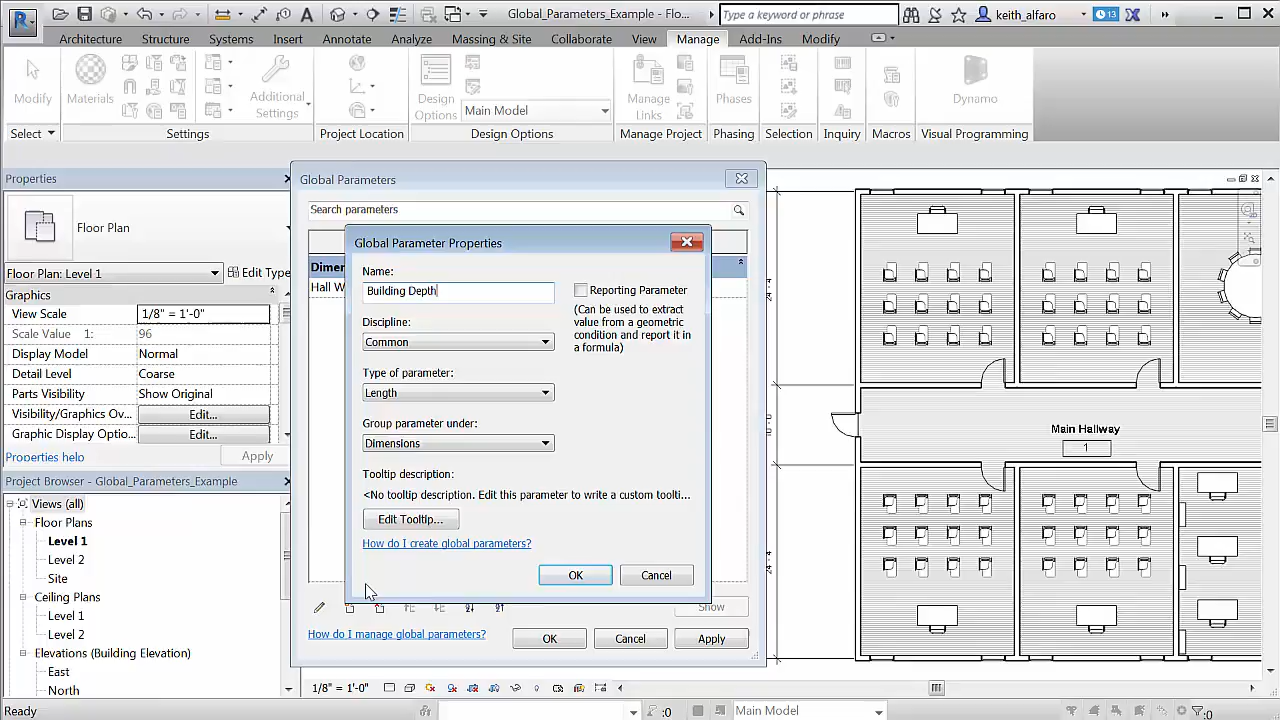 Global_Parameters_Example - Flo...
Type a keyword or phrase
keith_alfaro
13
Architecture Structure Systems Insert Annotate Analyze Massing & Site Collaborate View Manage Add-Ins Modify
Modify
Materials
Additional
Settings
Design
Options
Main Model
Manage
Links
Phases
Dynamo
Select
Settings
Project Location
Design Options
Manage Project
Phasing
Selection
Inquiry
Macros
Visual Programming
Properties
Floor Plan
Floor Plan: Level 1
Edit Type
Graphics
View Scale 1/8" = 1'-0"
Scale Value 1: 96
Display Model Normal
Detail Level Coarse
Parts Visibility Show Original
Visibility/Graphics Ov... Edit...
Graphic Display Optio... Edit...
Properties help
Apply
Project Browser - Global_Parameters_Example
Views (all)
Floor Plans
Level 1
Level 2
Site
Ceiling Plans
Level 1
Level 2
Elevations (Building Elevation)
East
North
Global Parameters
Search parameters
Dimen
Hall W
Global Parameter Properties
Name:
Building Depth
Reporting Parameter
(Can be used to extract
value from a geometric
condition and report it in
a formula)
Discipline:
Common
Type of parameter:
Length
Group parameter under:
Dimensions
Tooltip description:
<No tooltip description. Edit this parameter to write a custom toolti...
Edit Tooltip...
How do I create global parameters?
OK
Cancel
Show
How do I manage global parameters?
OK
Cancel
Apply
Main Hallway
1
1/8" = 1'-0"
Ready
:0
Main Model
:0